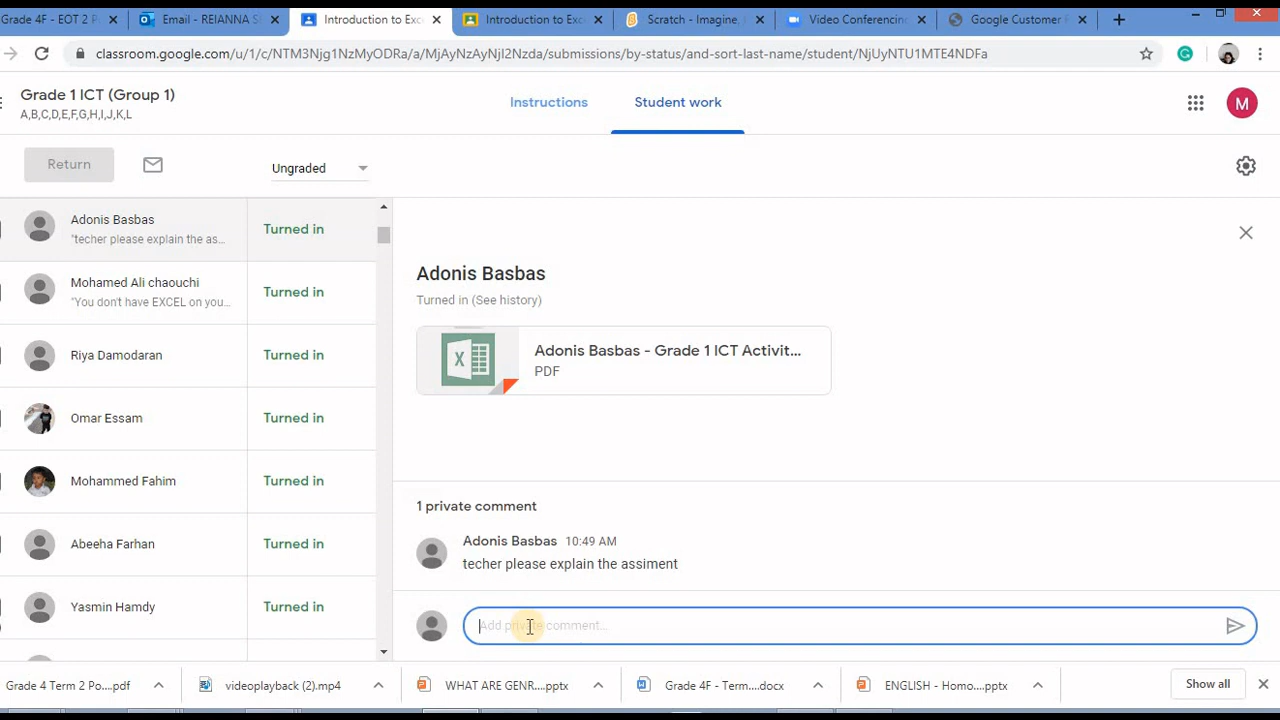 Grade 4F - EOT 2 P
Email - REIANNA S
Introduction to Exc
Introduction to Exc
Scratch - Imagine,
Video Conferencin
Google Customer
classroom.google.com/u/1/c/NTM3Njg1NzMyODRa/a/MjAyNzAyNjI2Nzda/submissions/by-status/and-sort-last-name/student/NjUyNTU1MTE4NDFa
Grade 1 ICT (Group 1)
A,B,C,D,E,F,G,H,I,J,K,L
Instructions
Student work
M
Return
Ungraded
Adonis Basbas
"techer please explain the as...
Turned in
Mohamed Ali chaouchi
"You don't have EXCEL on you...
Turned in
Riya Damodaran
Turned in
Omar Essam
Turned in
Mohammed Fahim
Turned in
Abeeha Farhan
Turned in
Yasmin Hamdy
Turned in
Adonis Basbas
Turned in (See history)
Adonis Basbas - Grade 1 ICT Activit...
PDF
1 private comment
Adonis Basbas 10:49 AM
techer please explain the assiment
Add private comment...
Grade 4 Term 2 Po....pdf
videoplayback (2).mp4
WHAT ARE GENR....pptx
Grade 4F - Term....docx
ENGLISH - Homo....pptx
Show all